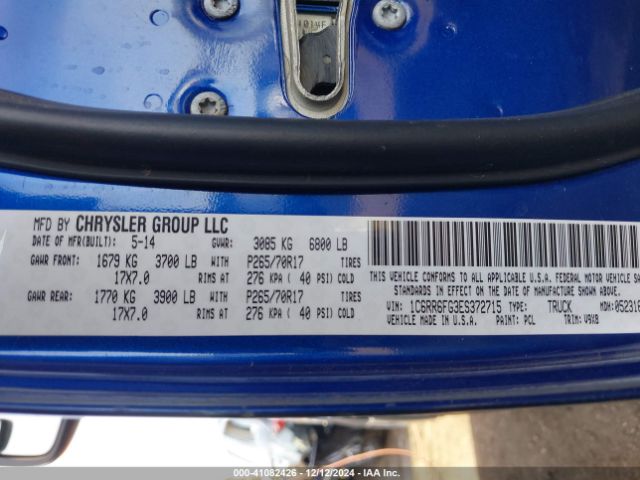 MFD BY CHRYSLER GROUP LLC
DATE OF MFR(BUILT): 5-14 GVWR: 3085 KG 6800 LB
GAWR FRONT: 1679 KG 3700 LB WITH P265/70R17 TIRES
17X7.0 RIMS AT 276 KPA ( 40 PSI) COLD
GAWR REAR: 1770 KG 3900 LB WITH P265/70R17 TIRES
17X7.0 RIMS AT 276 KPA ( 40 PSI) COLD
THIS VEHICLE CONFORMS TO ALL APPLICABLE U.S.A. FEDERAL MOTOR VEHICLE SA
STANDARDS IN EFFECT ON THE DATE OF MANUFACTURE SHOWN ABOVE.
VIN: 1C6RR6FG3ES372715 TYPE: TRUCK MDH: 05231
VEHICLE MADE IN U.S.A. PAINT: PCL TRIM: V9X8
000-41082426 - 12/12/2024 - IAA Inc.